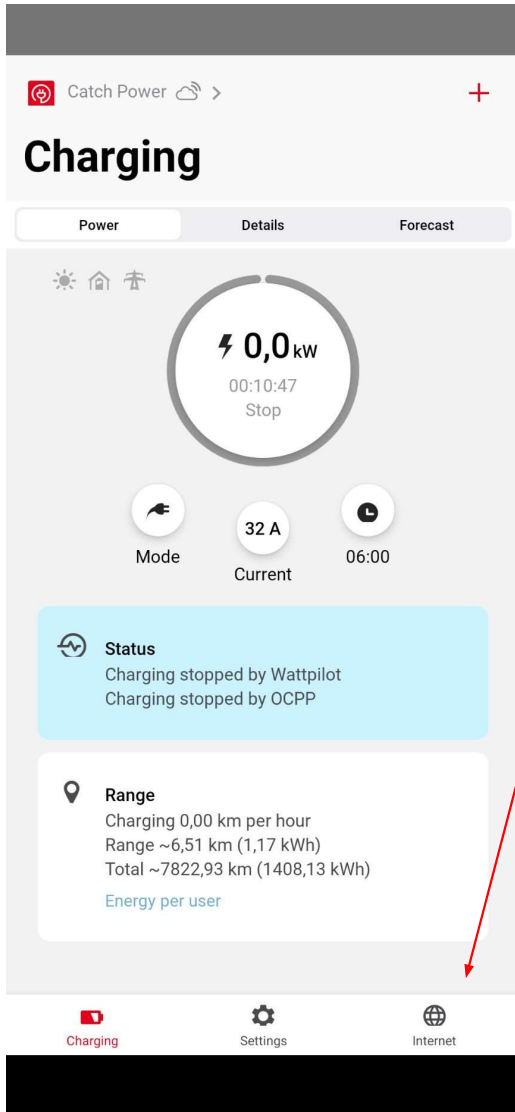 Catch Power
Charging
Power
Details
Forecast
0,0 kW
00:10:47
Stop
Mode
32 A
Current
06:00
Status
Charging stopped by Wattpilot
Charging stopped by OCPP
Range
Charging 0,00 km per hour
Range ~6,51 km (1,17 kWh)
Total ~7822,93 km (1408,13 kWh)
Energy per user
Charging
Settings
Internet